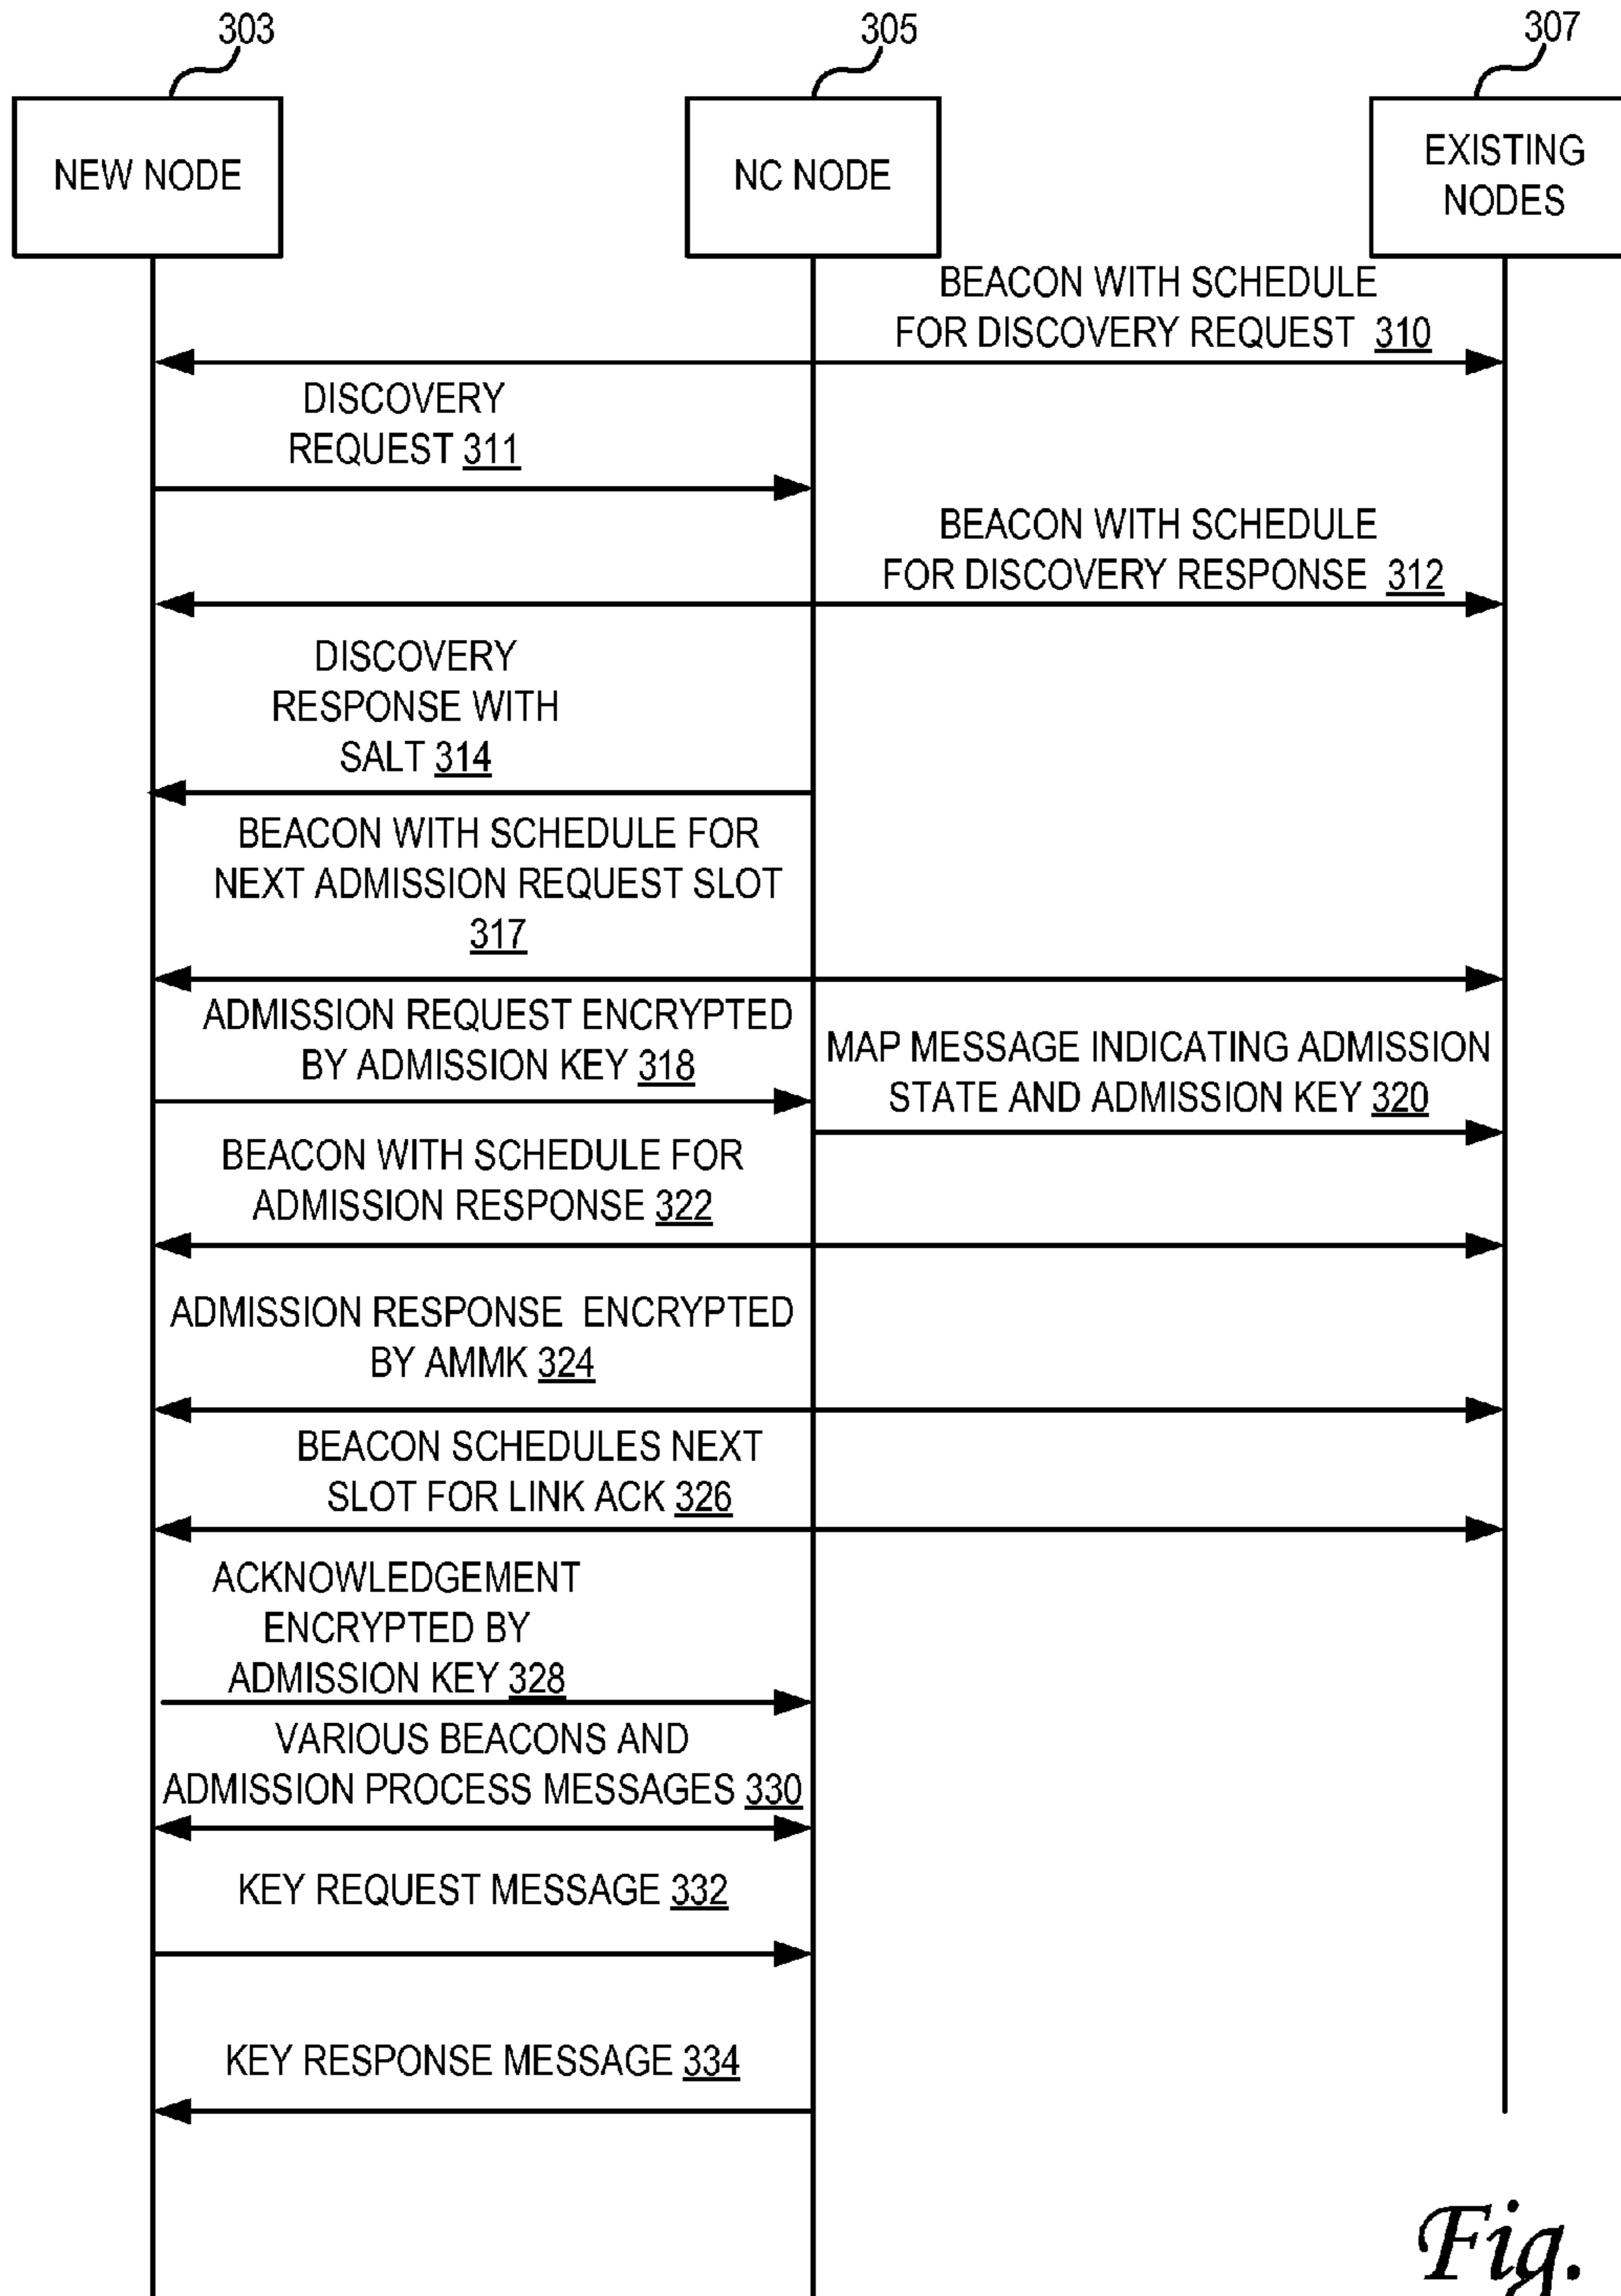 303
305
307
NEW NODE
NC NODE
EXISTING
NODES
BEACON WITH SCHEDULE
FOR DISCOVERY REQUEST 310
DISCOVERY
REQUEST 311
BEACON WITH SCHEDULE
FOR DISCOVERY RESPONSE 312
DISCOVERY
RESPONSE WITH
SALT 314
BEACON WITH SCHEDULE FOR
NEXT ADMISSION REQUEST SLOT
317
ADMISSION REQUEST ENCRYPTED
BY ADMISSION KEY 318
MAP MESSAGE INDICATING ADMISSION
STATE AND ADMISSION KEY 320
BEACON WITH SCHEDULE FOR
ADMISSION RESPONSE 322
ADMISSION RESPONSE ENCRYPTED
BY AMMK 324
BEACON SCHEDULES NEXT
SLOT FOR LINK ACK 326
ACKNOWLEDGEMENT
ENCRYPTED BY
ADMISSION KEY 328
VARIOUS BEACONS AND
ADMISSION PROCESS MESSAGES 330
KEY REQUEST MESSAGE 332
KEY RESPONSE MESSAGE 334
Fig.